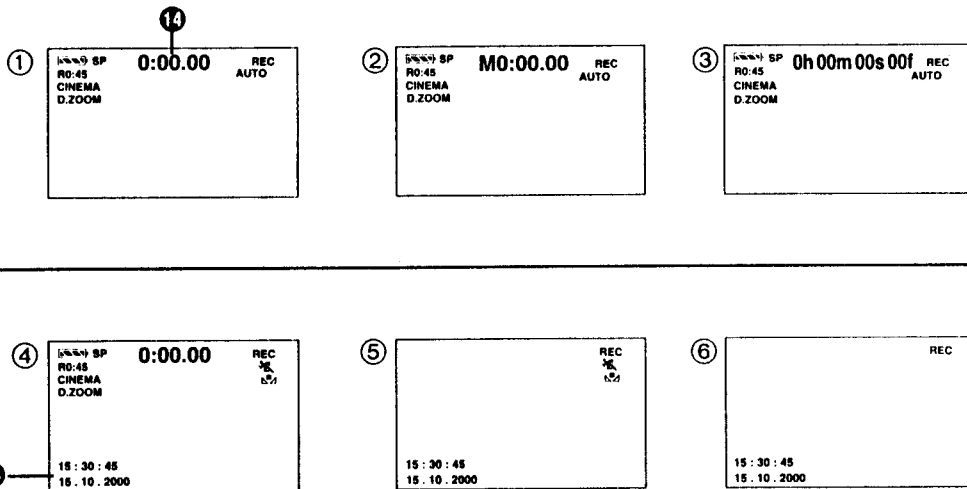 14
① SP 0:00.00 REC
R0:45 AUTO
CINEMA
D.ZOOM
② SP M0:00.00 REC
R0:45 AUTO
CINEMA
D.ZOOM
③ SP 0h 00m 00s 00f REC
R0:45 AUTO
CINEMA
D.ZOOM
④ SP 0:00.00 REC
R0:45
CINEMA
D.ZOOM
15 : 30 : 45
15 . 10 . 2000
⑤ REC
15 : 30 : 45
15 . 10 . 2000
⑥ REC
15 : 30 : 45
15 . 10 . 2000